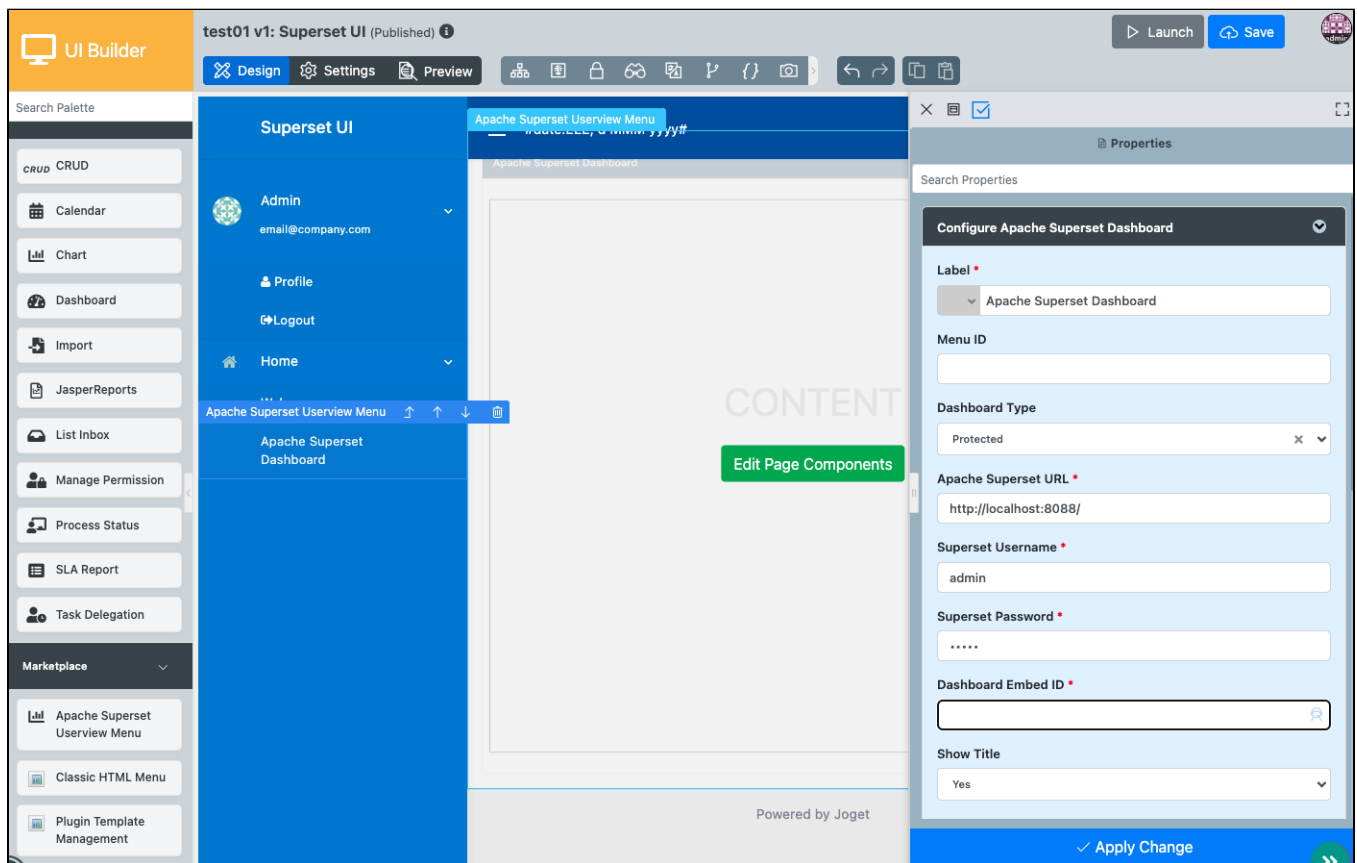 UI Builder
test01 v1: Superset UI (Published)
Launch
Save
admin
Design
Settings
Preview
Search Palette
CRUD CRUD
Calendar
Chart
Dashboard
Import
JasperReports
List Inbox
Manage Permission
Process Status
SLA Report
Task Delegation
Marketplace
Apache Superset
Userview Menu
Classic HTML Menu
Plugin Template
Management
Superset UI
Admin
email@company.com
Profile
Logout
Home
Apache Superset Userview Menu
Apache Superset
Dashboard
Apache Superset Userview Menu
#date.EEE, d MMM yyyy#
Apache Superset Dashboard
CONTENT
Edit Page Components
Powered by Joget
Properties
Search Properties
Configure Apache Superset Dashboard
Label *
Apache Superset Dashboard
Menu ID
Dashboard Type
Protected
Apache Superset URL *
http://localhost:8088/
Superset Username *
admin
Superset Password *
•••••
Dashboard Embed ID *
Show Title
Yes
Apply Change